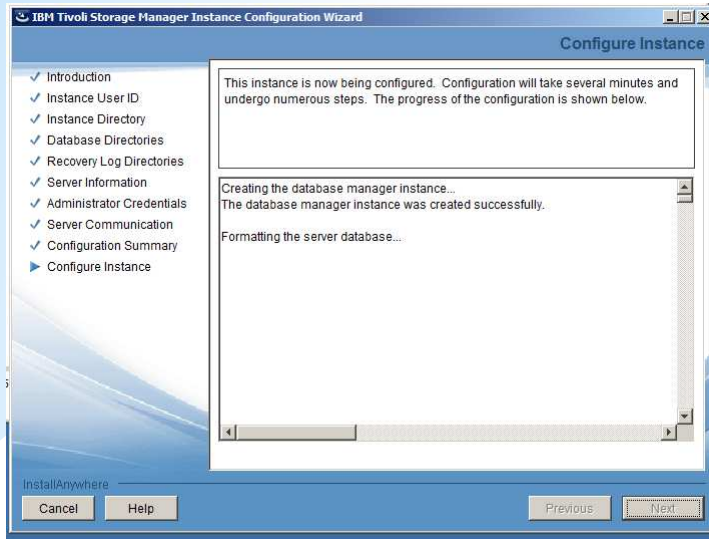 IBM Tivoli Storage Manager Instance Configuration Wizard
Configure Instance
Introduction
Instance User ID
Instance Directory
Database Directories
Recovery Log Directories
Server Information
Administrator Credentials
Server Communication
Configuration Summary
Configure Instance
This instance is now being configured. Configuration will take several minutes and
undergo numerous steps. The progress of the configuration is shown below.
Creating the database manager instance...
The database manager instance was created successfully.
Formatting the server database...
InstallAnywhere
Cancel
Help
Previous
Next